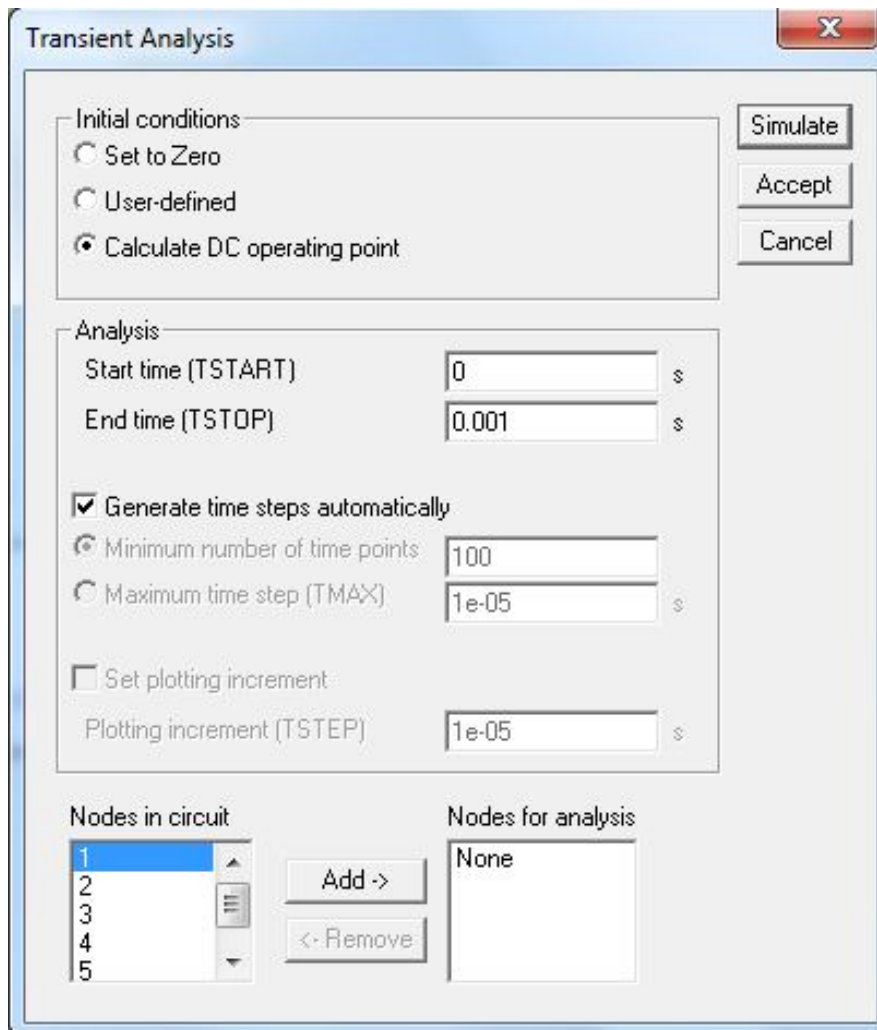 Transient Analysis
Initial conditions
Set to Zero
User-defined
Calculate DC operating point
Simulate
Accept
Cancel
Analysis
Start time (TSTART) 0 s
End time (TSTOP) 0.001 s
Generate time steps automatically
Minimum number of time points 100
Maximum time step (TMAX) 1e-05 s
Set plotting increment
Plotting increment (TSTEP) 1e-05 s
Nodes in circuit
1
2
3
4
5
Add ->
<- Remove
Nodes for analysis
None